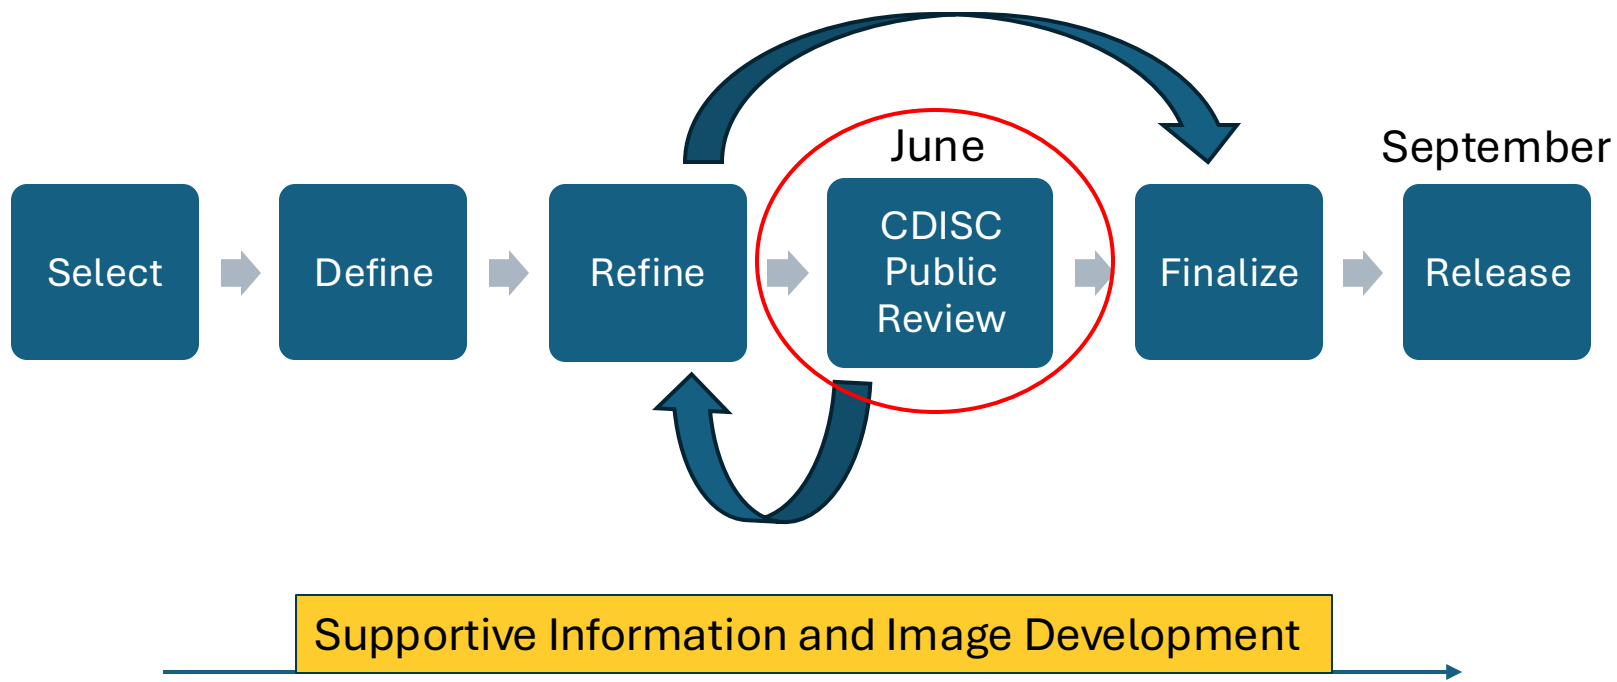 June
September
Select
Define
Refine
CDISC
Public
Review
Finalize
Release
Supportive Information and Image Development